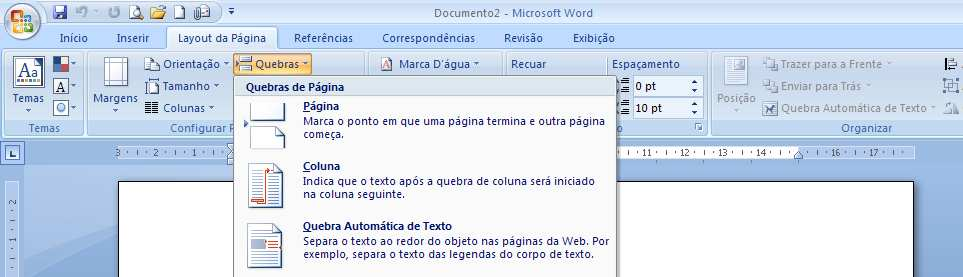 Documento2 - Microsoft Word
Início Inserir Layout da Página Referências Correspondências Revisão Exibição
Aa Orientação Quebras Marca D'água Recuar Espaçamento Trazer para a Frente
Temas Margens Tamanho 0 pt Posição Enviar para Trás
Colunas 10 pt Quebra Automática de Texto
Temas Configurar P Organizar
Quebras de Página
Página
Marca o ponto em que uma página termina e outra página
começa.
Coluna
Indica que o texto após a quebra de coluna será iniciado
na coluna seguinte.
Quebra Automática de Texto
Separa o texto ao redor do objeto nas páginas da Web. Por
exemplo, separa o texto das legendas do corpo de texto.
3 2 1 11 12 13 14 16 17
2
1